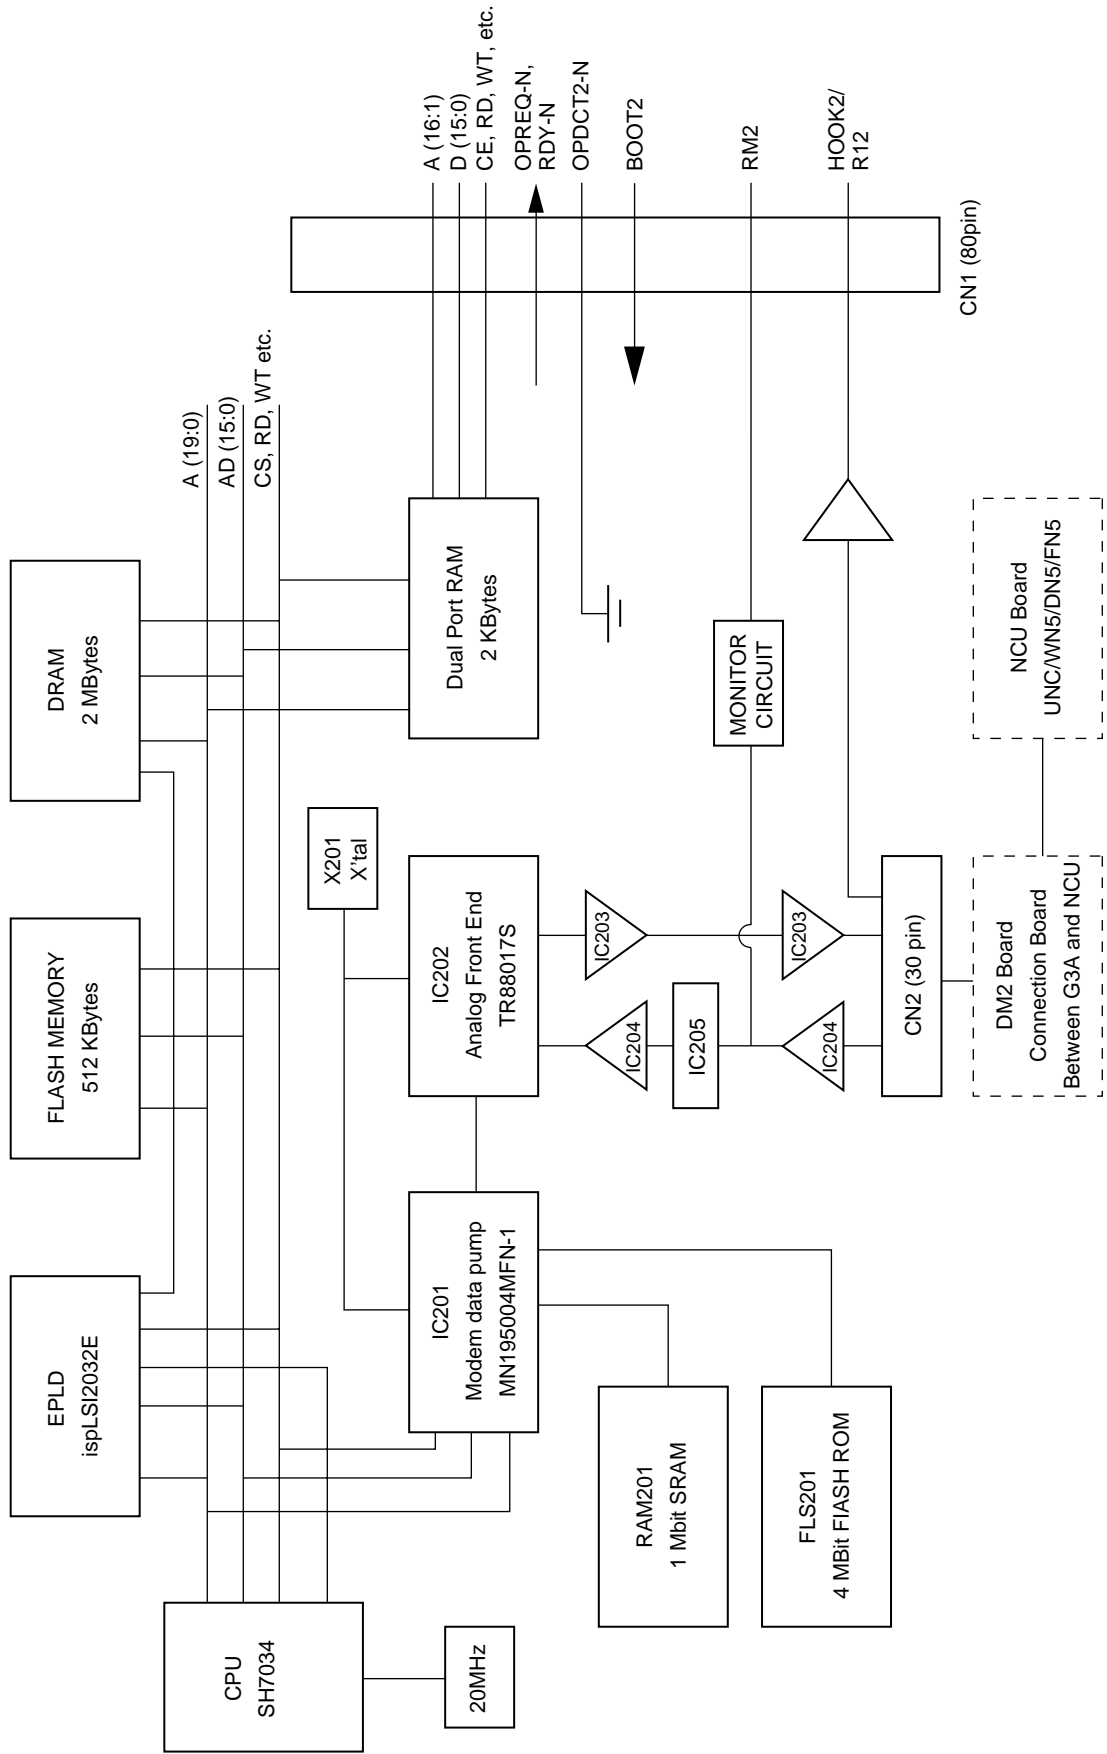 CPU
SH7034
20MHz
EPLD
ispLSI2032E
FLASH MEMORY
512 KBytes
DRAM
2 MBytes
A (19:0)
AD (15:0)
CS, RD, WT etc.
X201
X'tal
IC201
Modem data pump
MN195004MFN-1
IC202
Analog Front End
TR88017S
Dual Port RAM
2 KBytes
A (16:1)
D (15:0)
CE, RD, WT, etc.
OPREQ-N,
RDY-N
OPDCT2-N
BOOT2
RM2
HOOK2/
R12
CN1 (80pin)
RAM201
1 Mbit SRAM
FLS201
4 MBit FIASH ROM
IC204
IC203
IC205
MONITOR
CIRCUIT
IC204
IC203
CN2 (30 pin)
DM2 Board
Connection Board
Between G3A and NCU
NCU Board
UNC/WN5/DN5/FN5